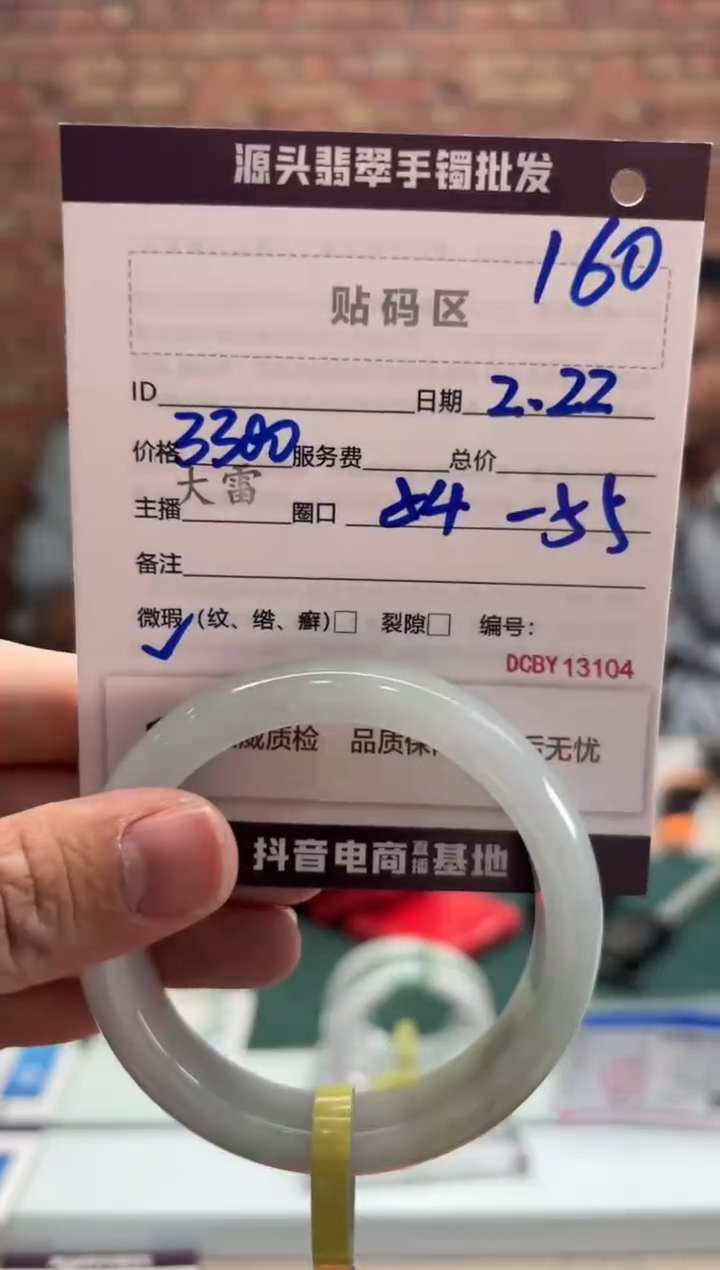 源头翡翠手镯批发
160
贴码区
ID 日期 2.22
价格 3300 服务费 总价
大雷
主播 圈口 54-55
备注
微瑕 ✓ (纹、绺、癣)□ 裂隙□ 编号：
DCBY13104
威质检 品质保 后无忧
抖音电商直播基地